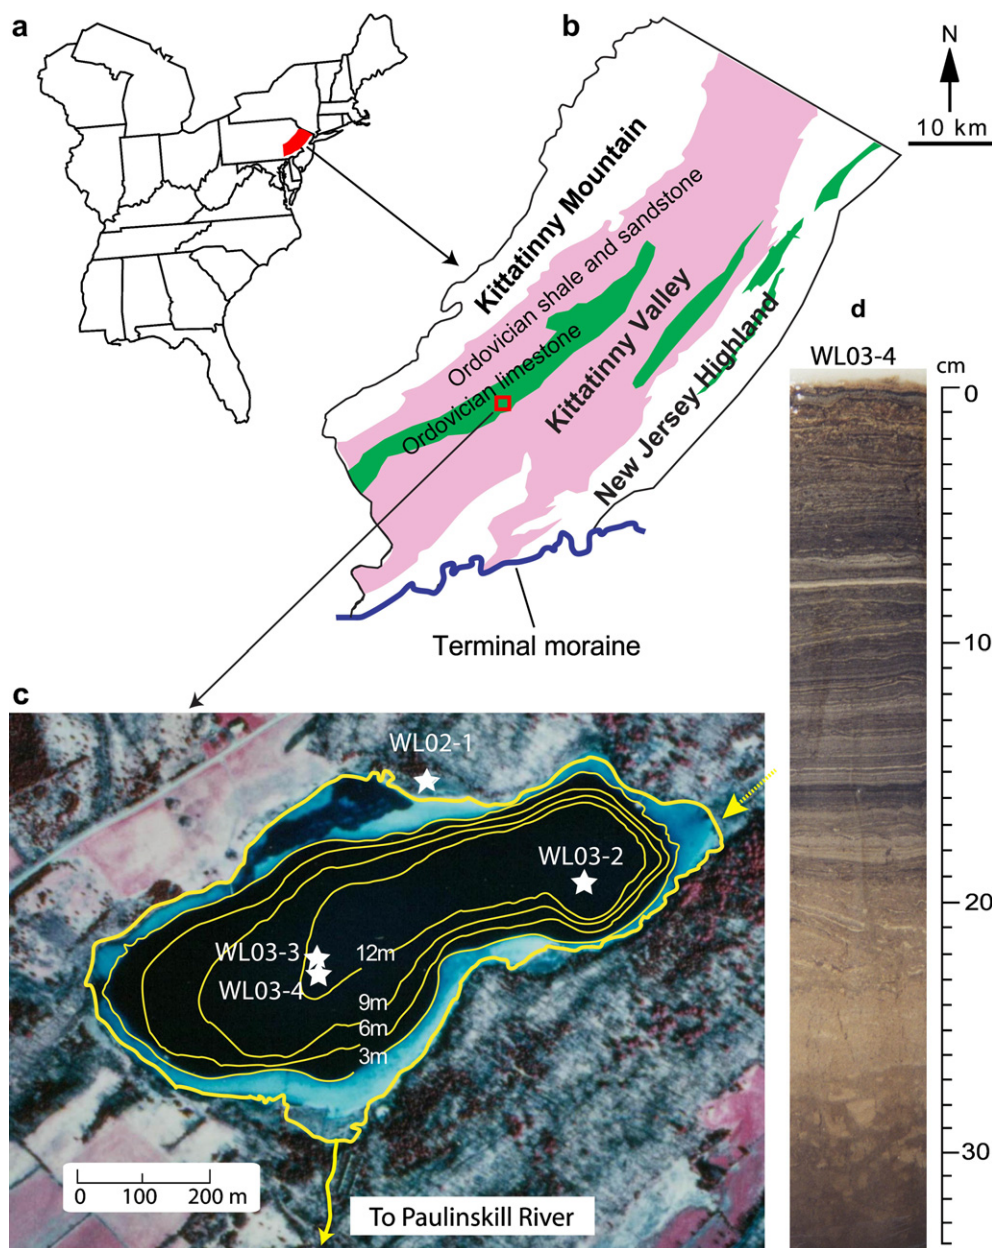 a
b
N
10 km
Kittatinny Mountain
Ordovician shale and sandstone
Ordovician limestone
Kittatinny Valley
New Jersey Highland
Terminal moraine
d
WL03-4
cm
0
10
20
30
c
WL02-1
WL03-2
WL03-3
WL03-4
12m
9m
6m
3m
0 100 200 m
To Paulinskill River